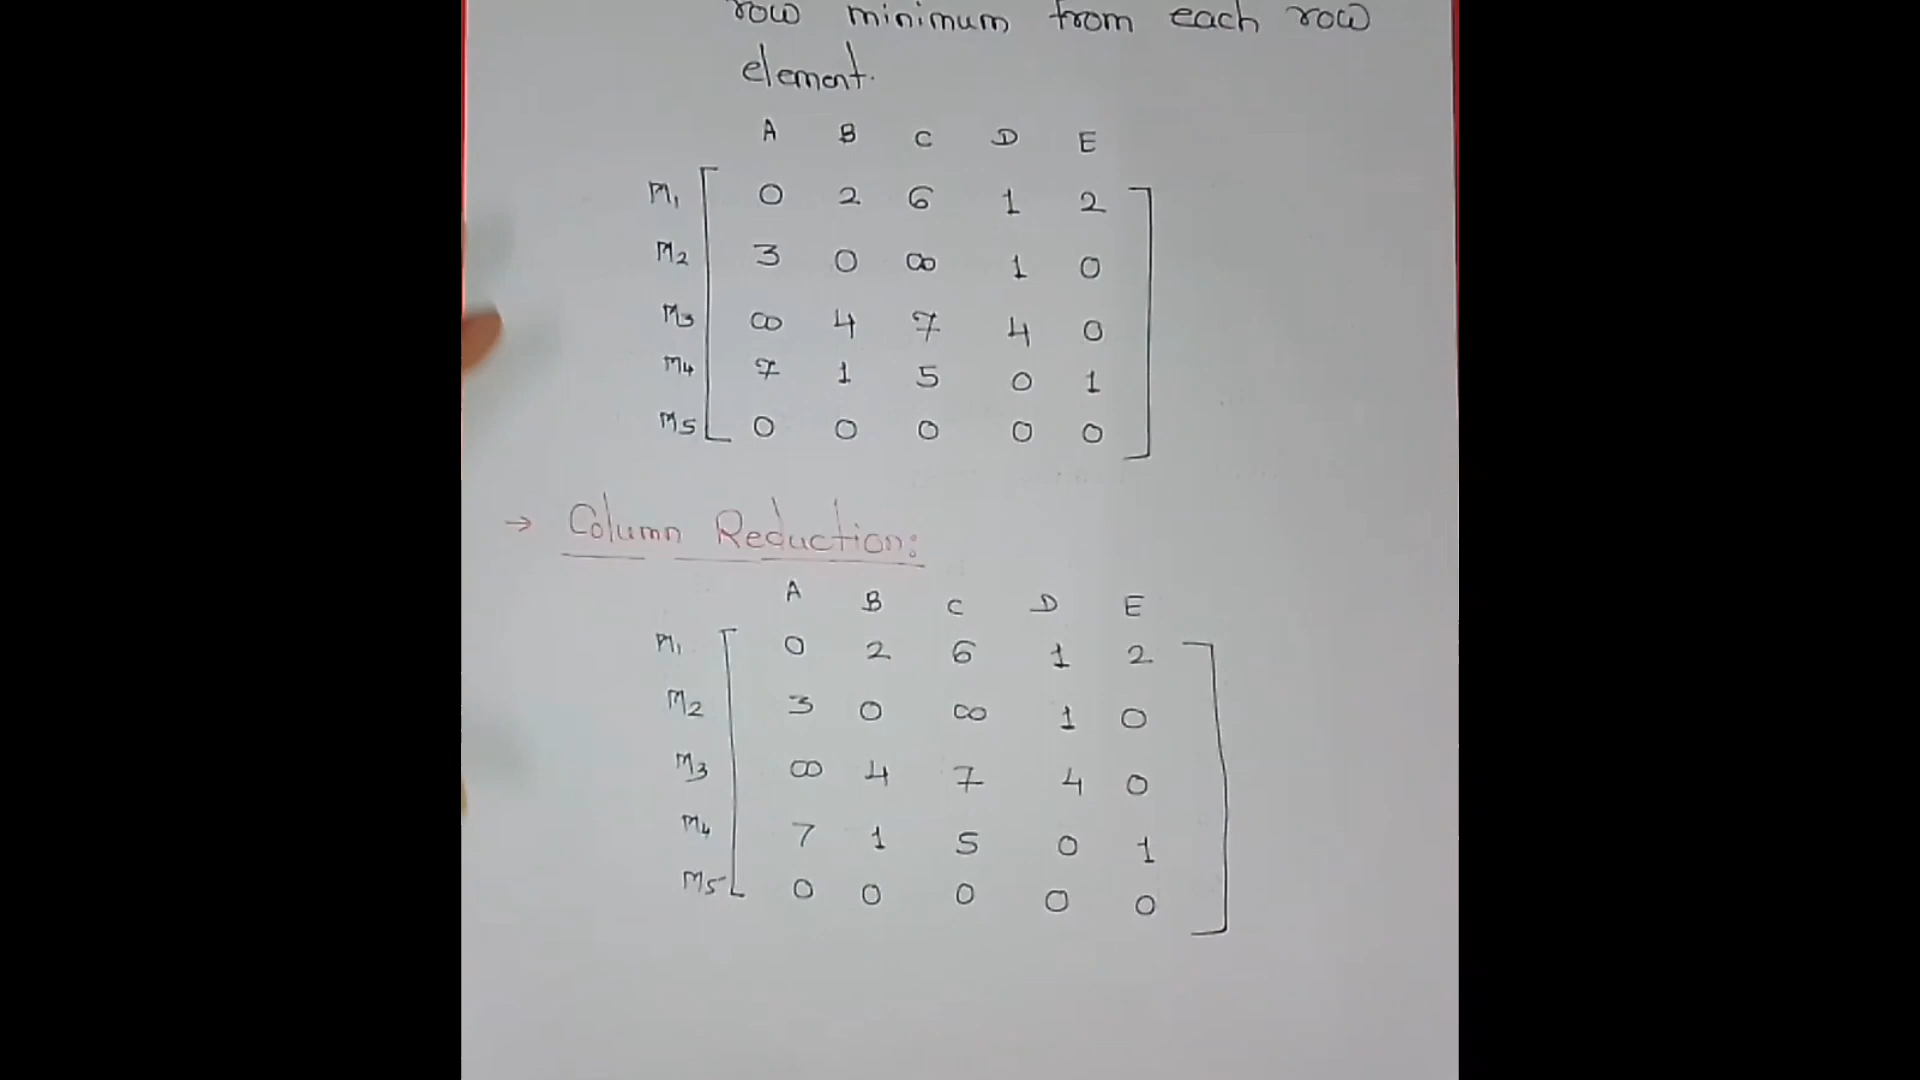 row minimum from each row
element.
A B C D E
M1 0 2 6 1 2
M2 3 0 ∞ 1 0
M3 ∞ 4 7 4 0
M4 7 1 5 0 1
M5 0 0 0 0 0
→ Column Reduction:
A B C D E
M1 0 2 6 1 2
M2 3 0 ∞ 1 0
M3 ∞ 4 7 4 0
M4 7 1 5 0 1
M5 0 0 0 0 0